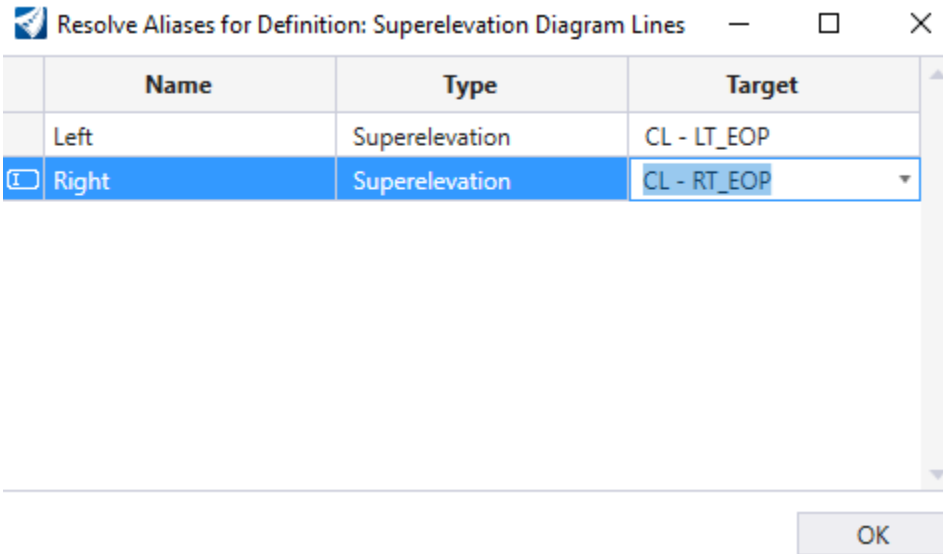 Resolve Aliases for Definition: Superelevation Diagram Lines
Name Type Target
Left Superelevation CL - LT_EOP
Right Superelevation CL - RT_EOP
OK